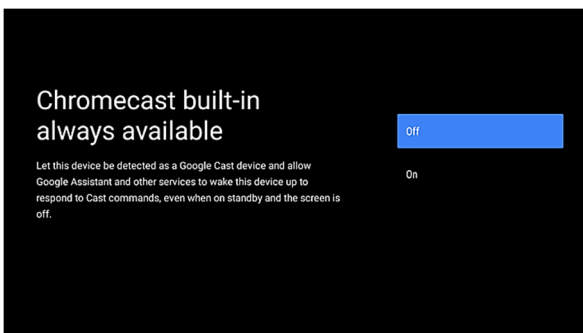 Chromecast built-in
always available
Let this device be detected as a Google Cast device and allow
Google Assistant and other services to wake this device up to
respond to Cast commands, even when on standby and the screen is
off.
Off
On